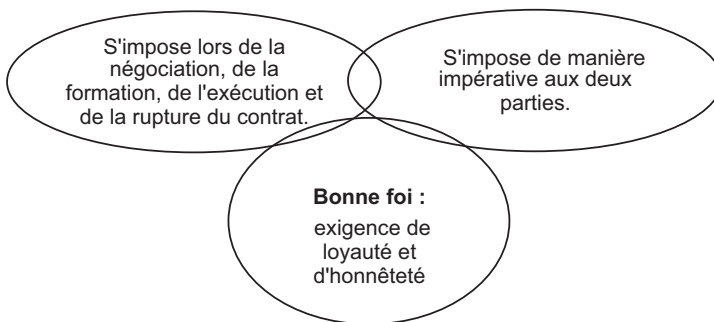 S'impose lors de la
négociation, de la
formation, de l'exécution et
de la rupture du contrat.
S'impose de manière
impérative aux deux
parties.
Bonne foi :
exigence de
loyauté et
d'honnêteté